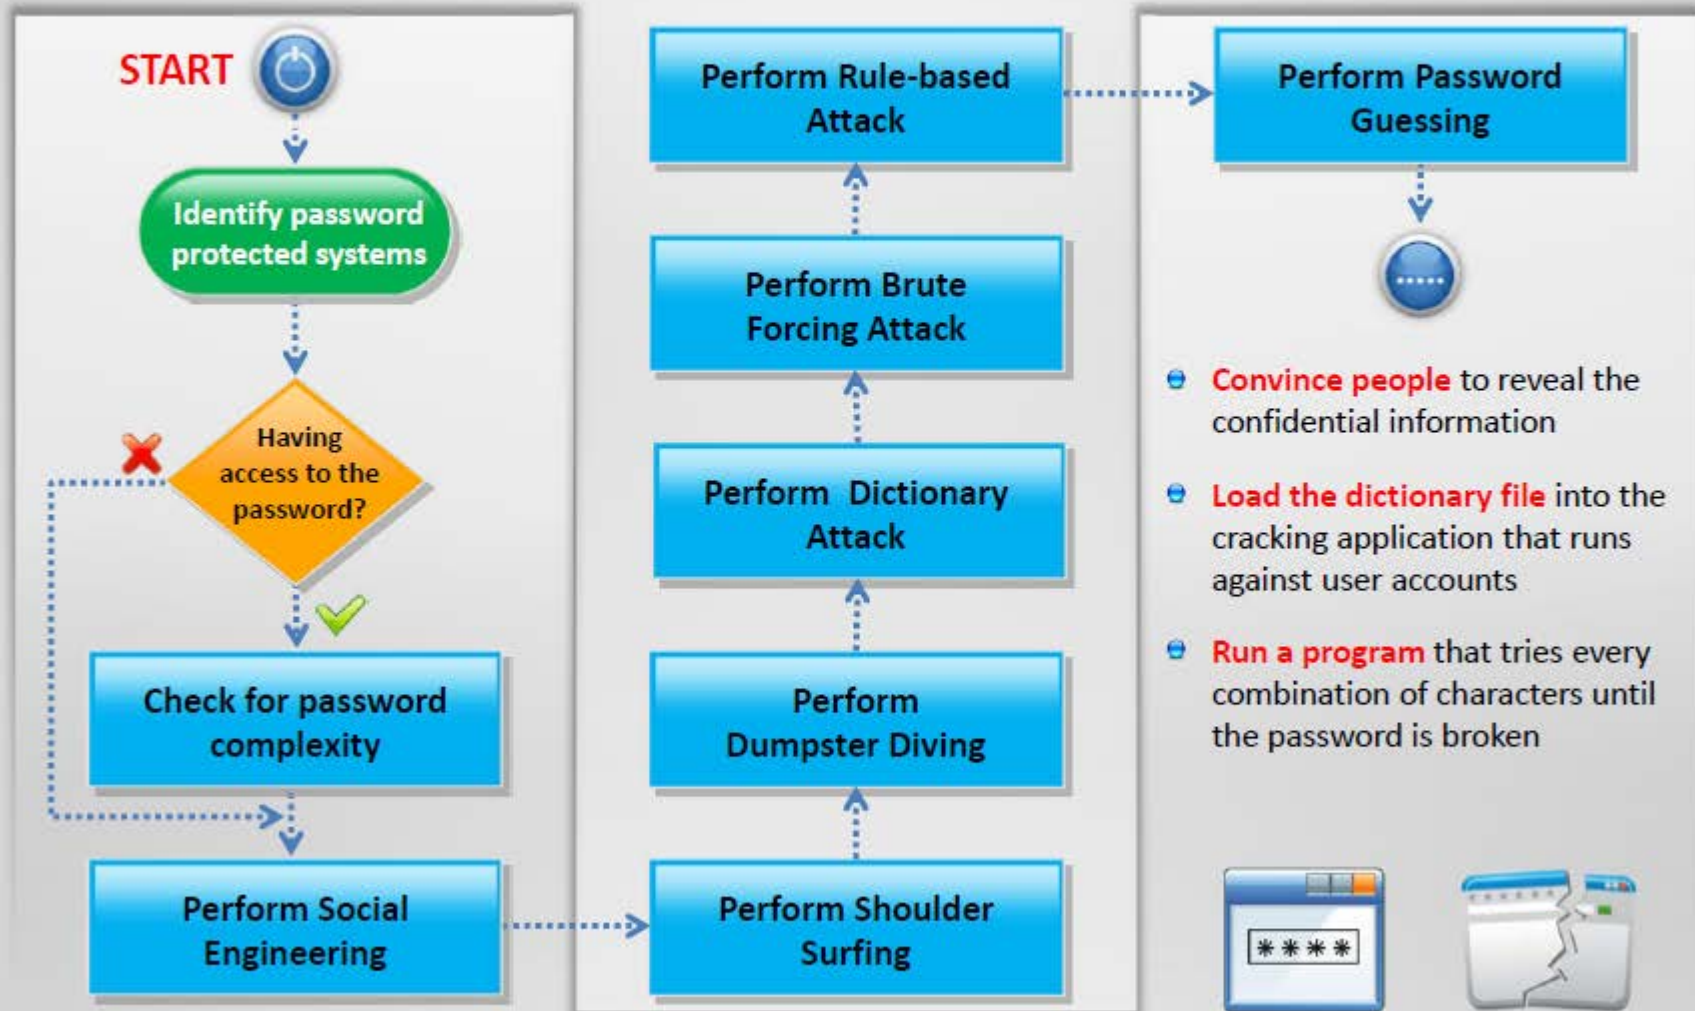 START
Identify password
protected systems
Having
access to the
password?
Check for password
complexity
Perform Social
Engineering
Perform Shoulder
Surfing
Perform
Dumpster Diving
Perform Dictionary
Attack
Perform Brute
Forcing Attack
Perform Rule-based
Attack
Perform Password
Guessing
Convince people to reveal the
confidential information
Load the dictionary file into the
cracking application that runs
against user accounts
Run a program that tries every
combination of characters until
the password is broken
****